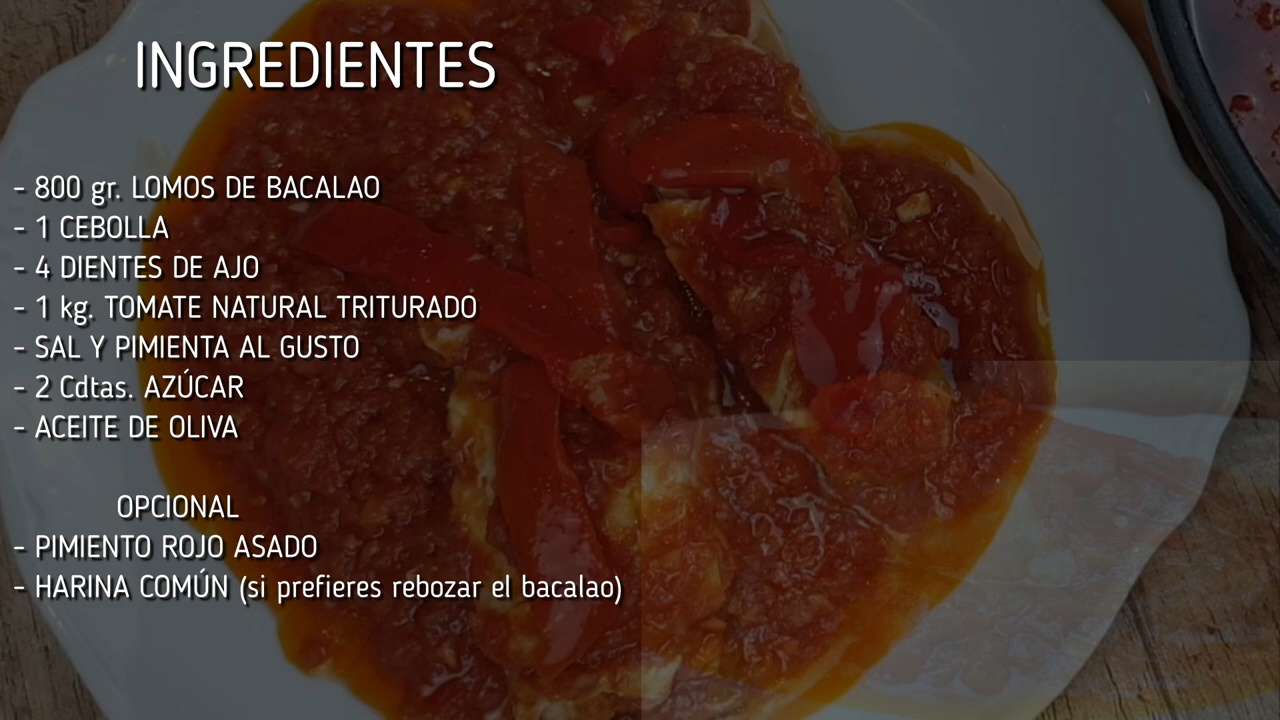 INGREDIENTES
- 800 gr. LOMOS DE BACALAO
- 1 CEBOLLA
- 4 DIENTES DE AJO
- 1 kg. TOMATE NATURAL TRITURADO
- SAL Y PIMIENTA AL GUSTO
- 2 Cdtas. AZÚCAR
- ACEITE DE OLIVA
OPCIONAL
- PIMIENTO ROJO ASADO
- HARINA COMÚN (si prefieres rebozar el bacalao)